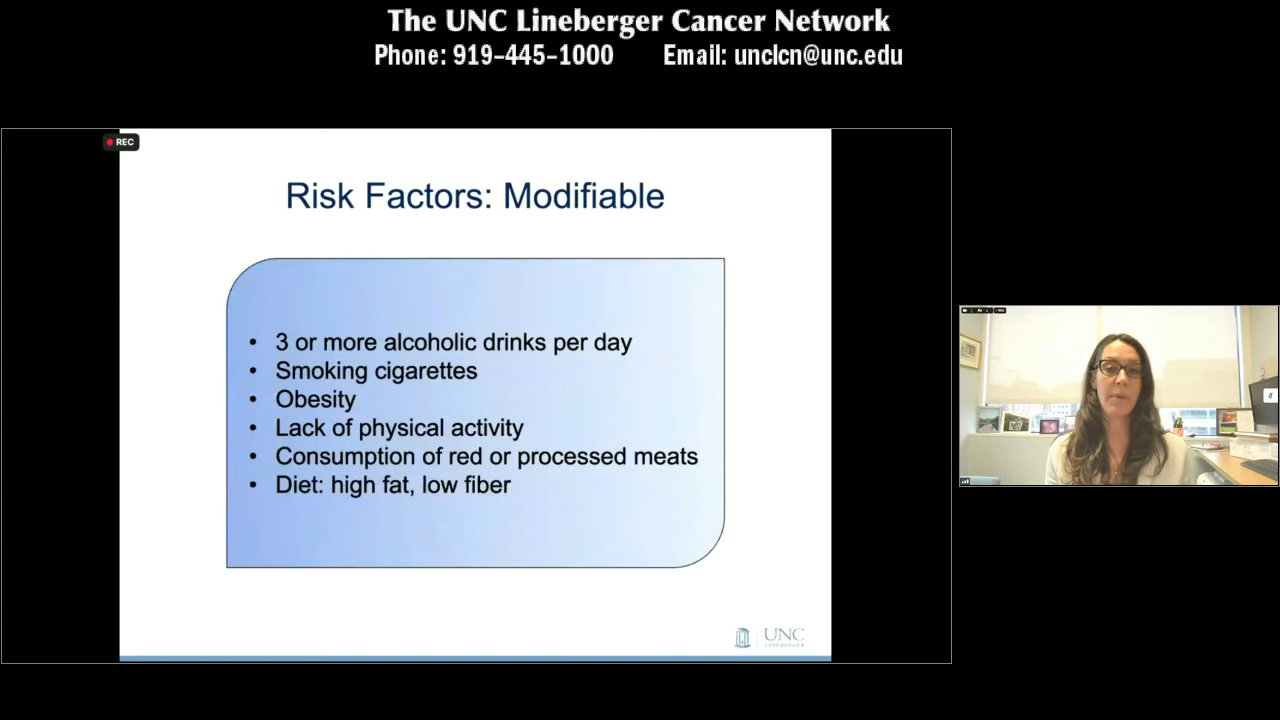 The UNC Lineberger Cancer Network
Phone: 919-445-1000 Email: unclcn@unc.edu
REC
Risk Factors: Modifiable
• 3 or more alcoholic drinks per day
• Smoking cigarettes
• Obesity
• Lack of physical activity
• Consumption of red or processed meats
• Diet: high fat, low fiber
UNC
LINEBERGER